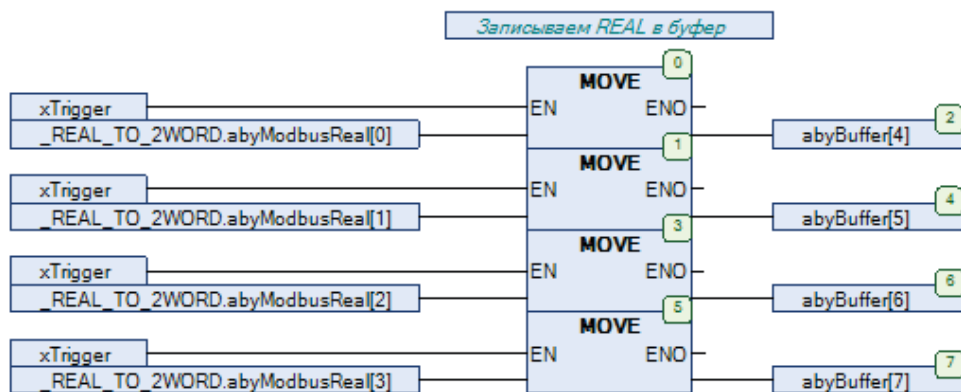 Записываем REAL в буфер
0
MOVE
xTrigger EN ENO
2
_REAL_TO_2WORD.abyModbusReal[0] abyBuffer[4]
1
MOVE
xTrigger EN ENO
4
_REAL_TO_2WORD.abyModbusReal[1] abyBuffer[5]
3
MOVE
xTrigger EN ENO
6
_REAL_TO_2WORD.abyModbusReal[2] abyBuffer[6]
5
MOVE
xTrigger EN ENO
7
_REAL_TO_2WORD.abyModbusReal[3] abyBuffer[7]